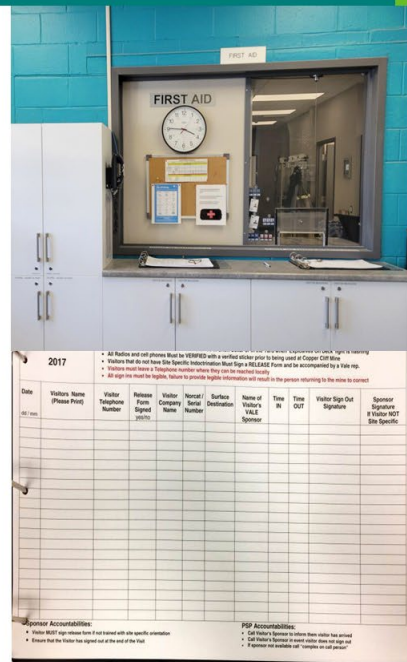 FIRST AID
FIRST AID
2017
All Radios and cell phones Must be VERIFIED with a verified sticker prior to being used at Copper Cliff Mine
Visitors that do not have Site Specific Indoctrination Must Sign a RELEASE Form and be accompanied by a Vale rep.
Visitors must leave a Telephone number where they can be reached locally
All sign ins must be legible, failure to provide legible information will result in the person returning to the mine to correct
Date
dd / mm
Visitors Name
(Please Print)
Visitor
Telephone
Number
Release
Form
Signed
yes/no
Visitor
Company
Name
Norcat /
Serial
Number
Surface
Destination
Name of
Visitor's
VALE
Sponsor
Time
IN
Time
OUT
Visitor Sign Out
Signature
Sponsor
Signature
If Visitor NOT
Site Specific
Sponsor Accountabilities:
Visitor MUST sign release form if not trained with site specific orientation
Ensure that the Visitor has signed out at the end of the Visit
PSP Accountabilities:
Call Visitor's Sponsor to inform them visitor has arrived
Call Visitor's Sponsor in event visitor does not sign out
If sponsor not available call "complex on call person"